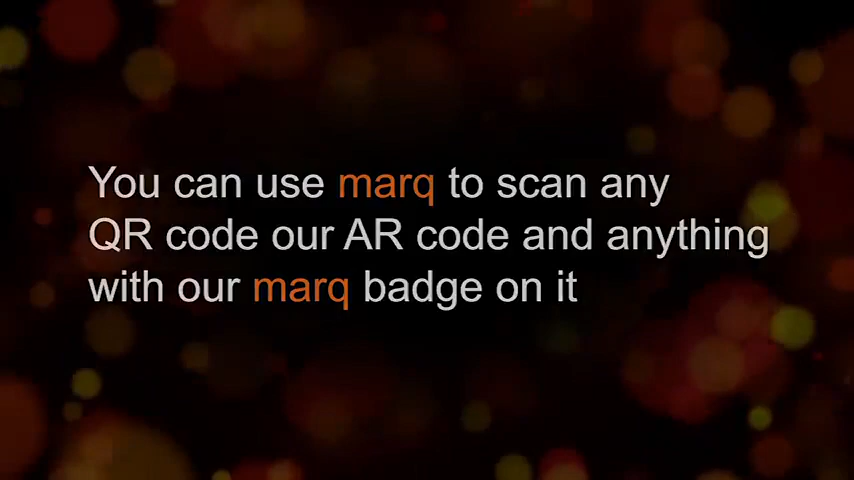 You can use marq to scan any
QR code our AR code and anything
with our marq badge on it